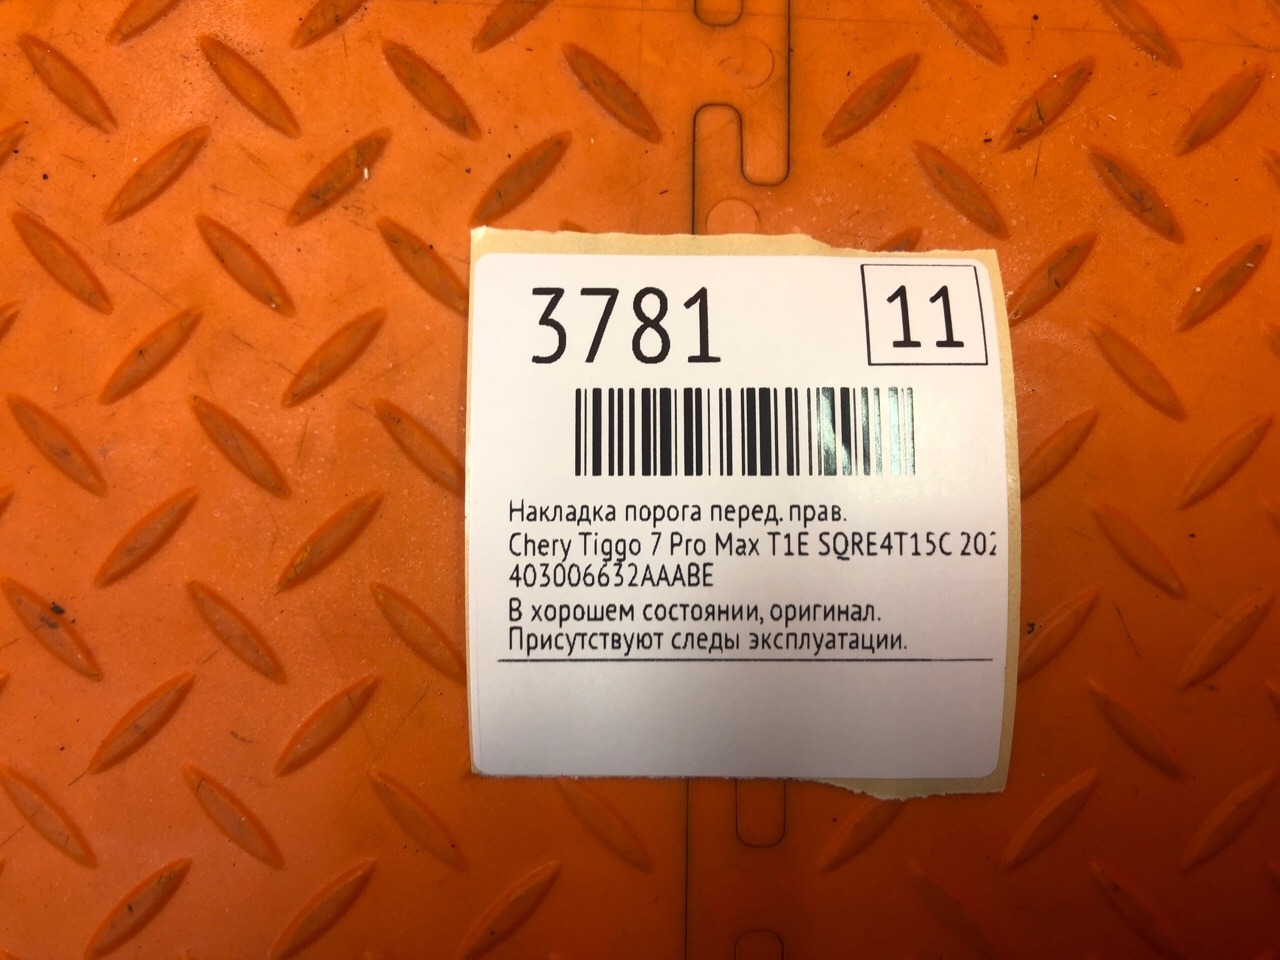 3781
11
Накладка порога перед. прав.
Chery Tiggo 7 Pro Max T1E SQRE4T15C 202
403006632AAABE
В хорошем состоянии, оригинал.
Присутствуют следы эксплуатации.